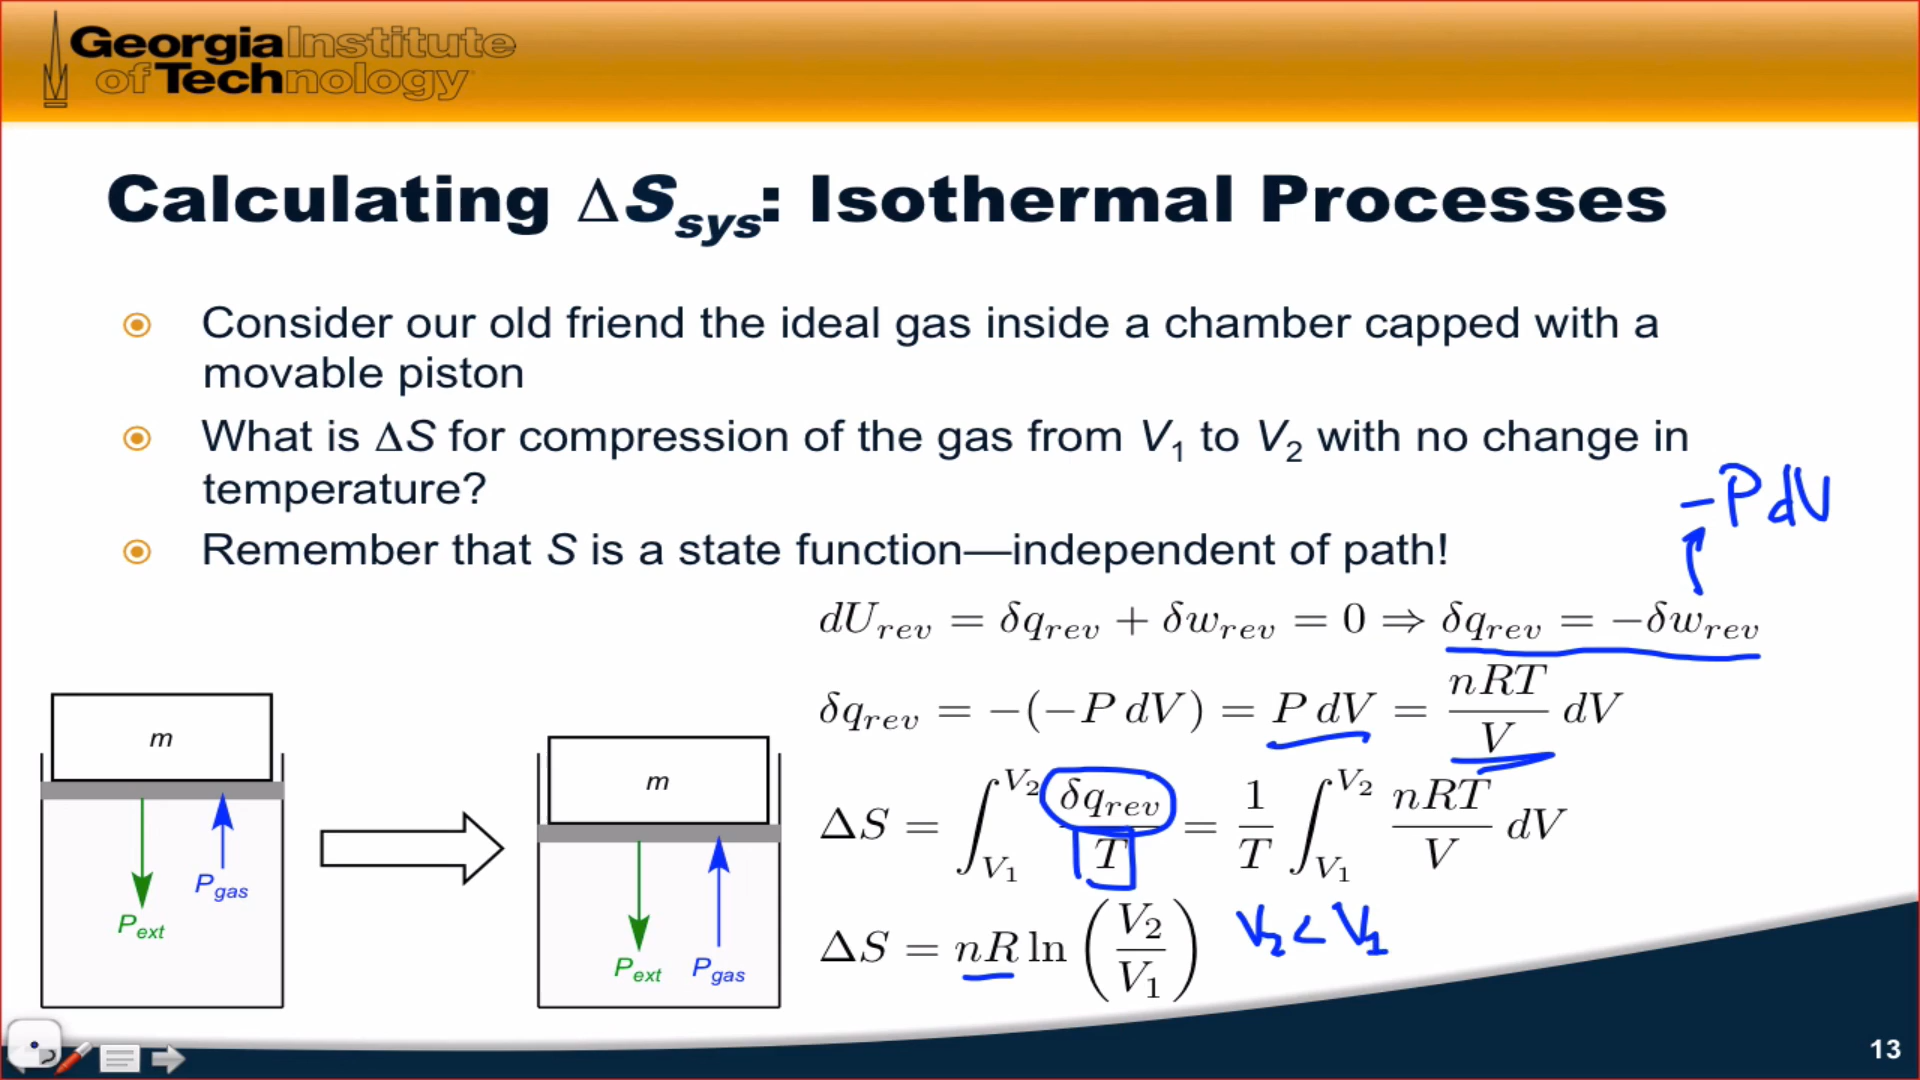 Georgia Institute
of Technology
Calculating ΔS_sys: Isothermal Processes
Consider our old friend the ideal gas inside a chamber capped with a
movable piston
What is ΔS for compression of the gas from V₁ to V₂ with no change in
temperature?
-P dV
Remember that S is a state function—independent of path!
dU_rev = δq_rev + δw_rev = 0 ⇒ δq_rev = −δw_rev
δq_rev = −(−P dV) = P dV = nRT/V dV
ΔS = ∫_{V₁}^{V₂} δq_rev/T = 1/T ∫_{V₁}^{V₂} nRT/V dV
ΔS = nR ln (V₂/V₁) V₂ < V₁
m
P_ext
P_gas
m
P_ext
P_gas
13